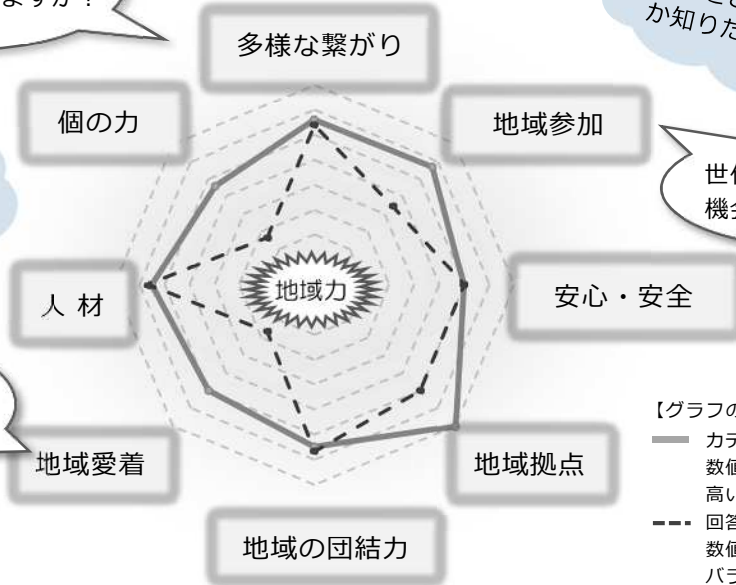 ますか？
か知りた
多様な繋がり
個の力
地域参加
世
機会
地域力
人 材
安心・安全
【グラフの
カテ
数値
高い
地域愛着
地域拠点
回答
数値
バラ
地域の団結力